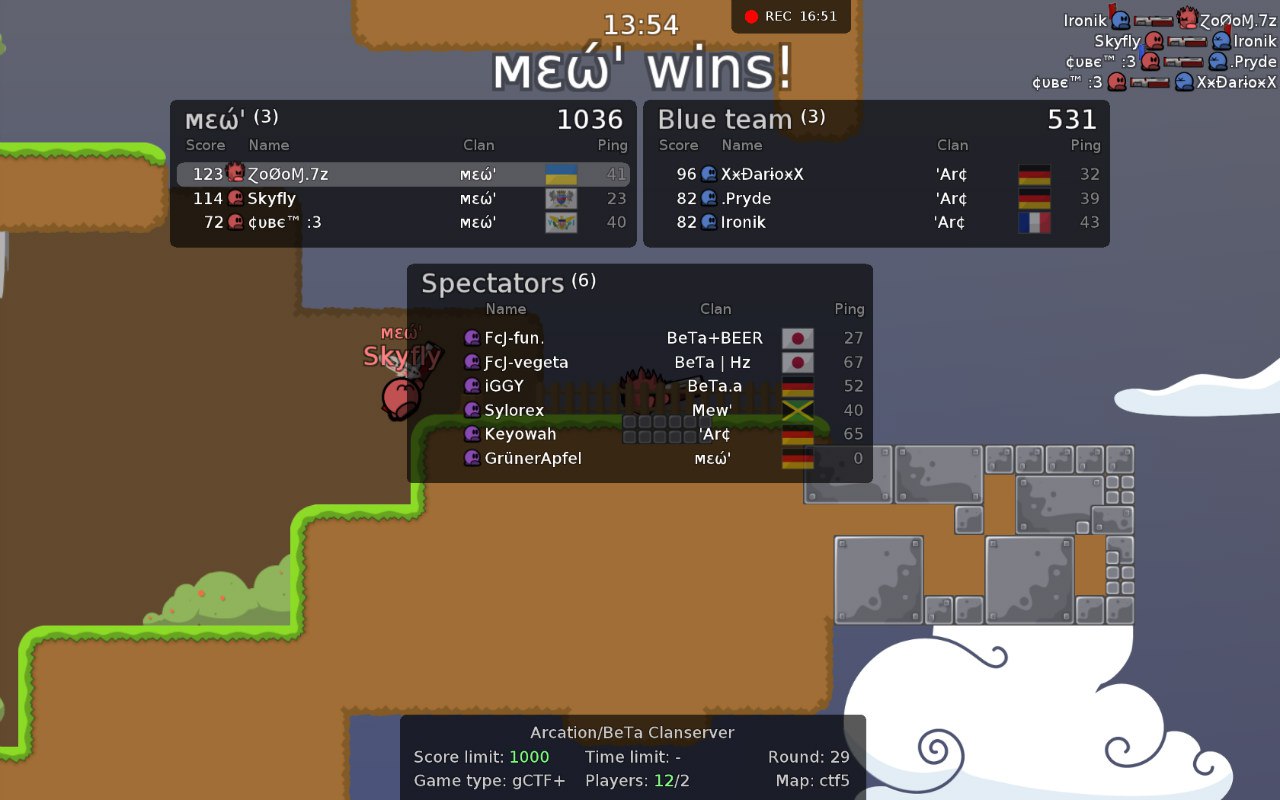 13:54
REC 16:51
мεώ' wins!
Ironik ⱿoØoⱮ.7z
Skyfly Ironik
¢υвє™ :3 .Pryde
¢υвє™ :3 XӿĐarιoӿX
мεώ' (3) 1036
Score Name Clan Ping
123 ⱿoØoⱮ.7z мεώ' 41
114 Skyfly мεώ' 23
72 ¢υвє™ :3 мεώ' 40
Blue team (3) 531
Score Name Clan Ping
96 XӿĐarιoӿX 'Ar¢ 32
82 .Pryde 'Ar¢ 39
82 Ironik 'Ar¢ 43
Spectators (6)
Name Clan Ping
FcJ-fun. BeTa+BEER 27
ƑcJ-vegeta BeƬa | Hz 67
iGGY BeTa.a 52
Sylorex Mew' 40
Keyowah 'Ar¢ 65
GrünerApfel мεώ' 0
мεώ'
Skyfly
Arcation/BeTa Clanserver
Score limit: 1000 Time limit: - Round: 29
Game type: gCTF+ Players: 12/2 Map: ctf5